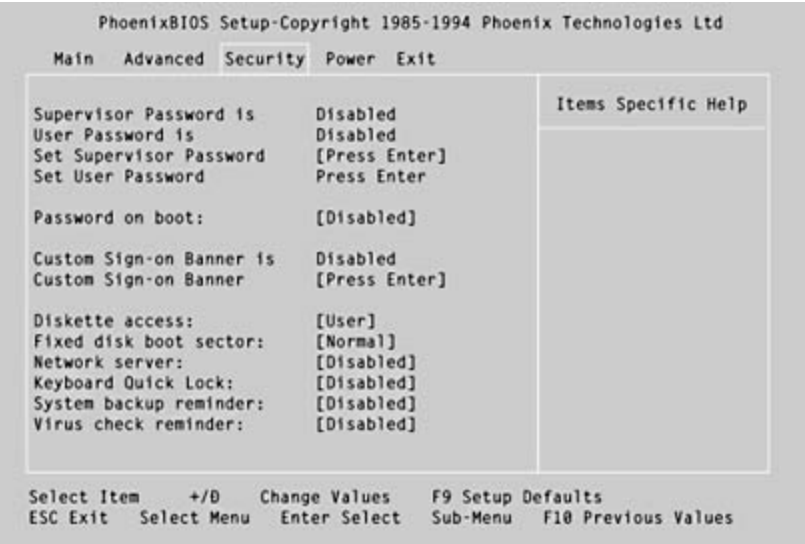 PhoenixBIOS Setup-Copyright 1985-1994 Phoenix Technologies Ltd
Main Advanced Security Power Exit
Supervisor Password is Disabled
User Password is Disabled
Set Supervisor Password [Press Enter]
Set User Password Press Enter
Password on boot: [Disabled]
Custom Sign-on Banner is Disabled
Custom Sign-on Banner [Press Enter]
Diskette access: [User]
Fixed disk boot sector: [Normal]
Network server: [Disabled]
Keyboard Quick Lock: [Disabled]
System backup reminder: [Disabled]
Virus check reminder: [Disabled]
Items Specific Help
Select Item +/Ð Change Values F9 Setup Defaults
ESC Exit Select Menu Enter Select Sub-Menu F10 Previous Values